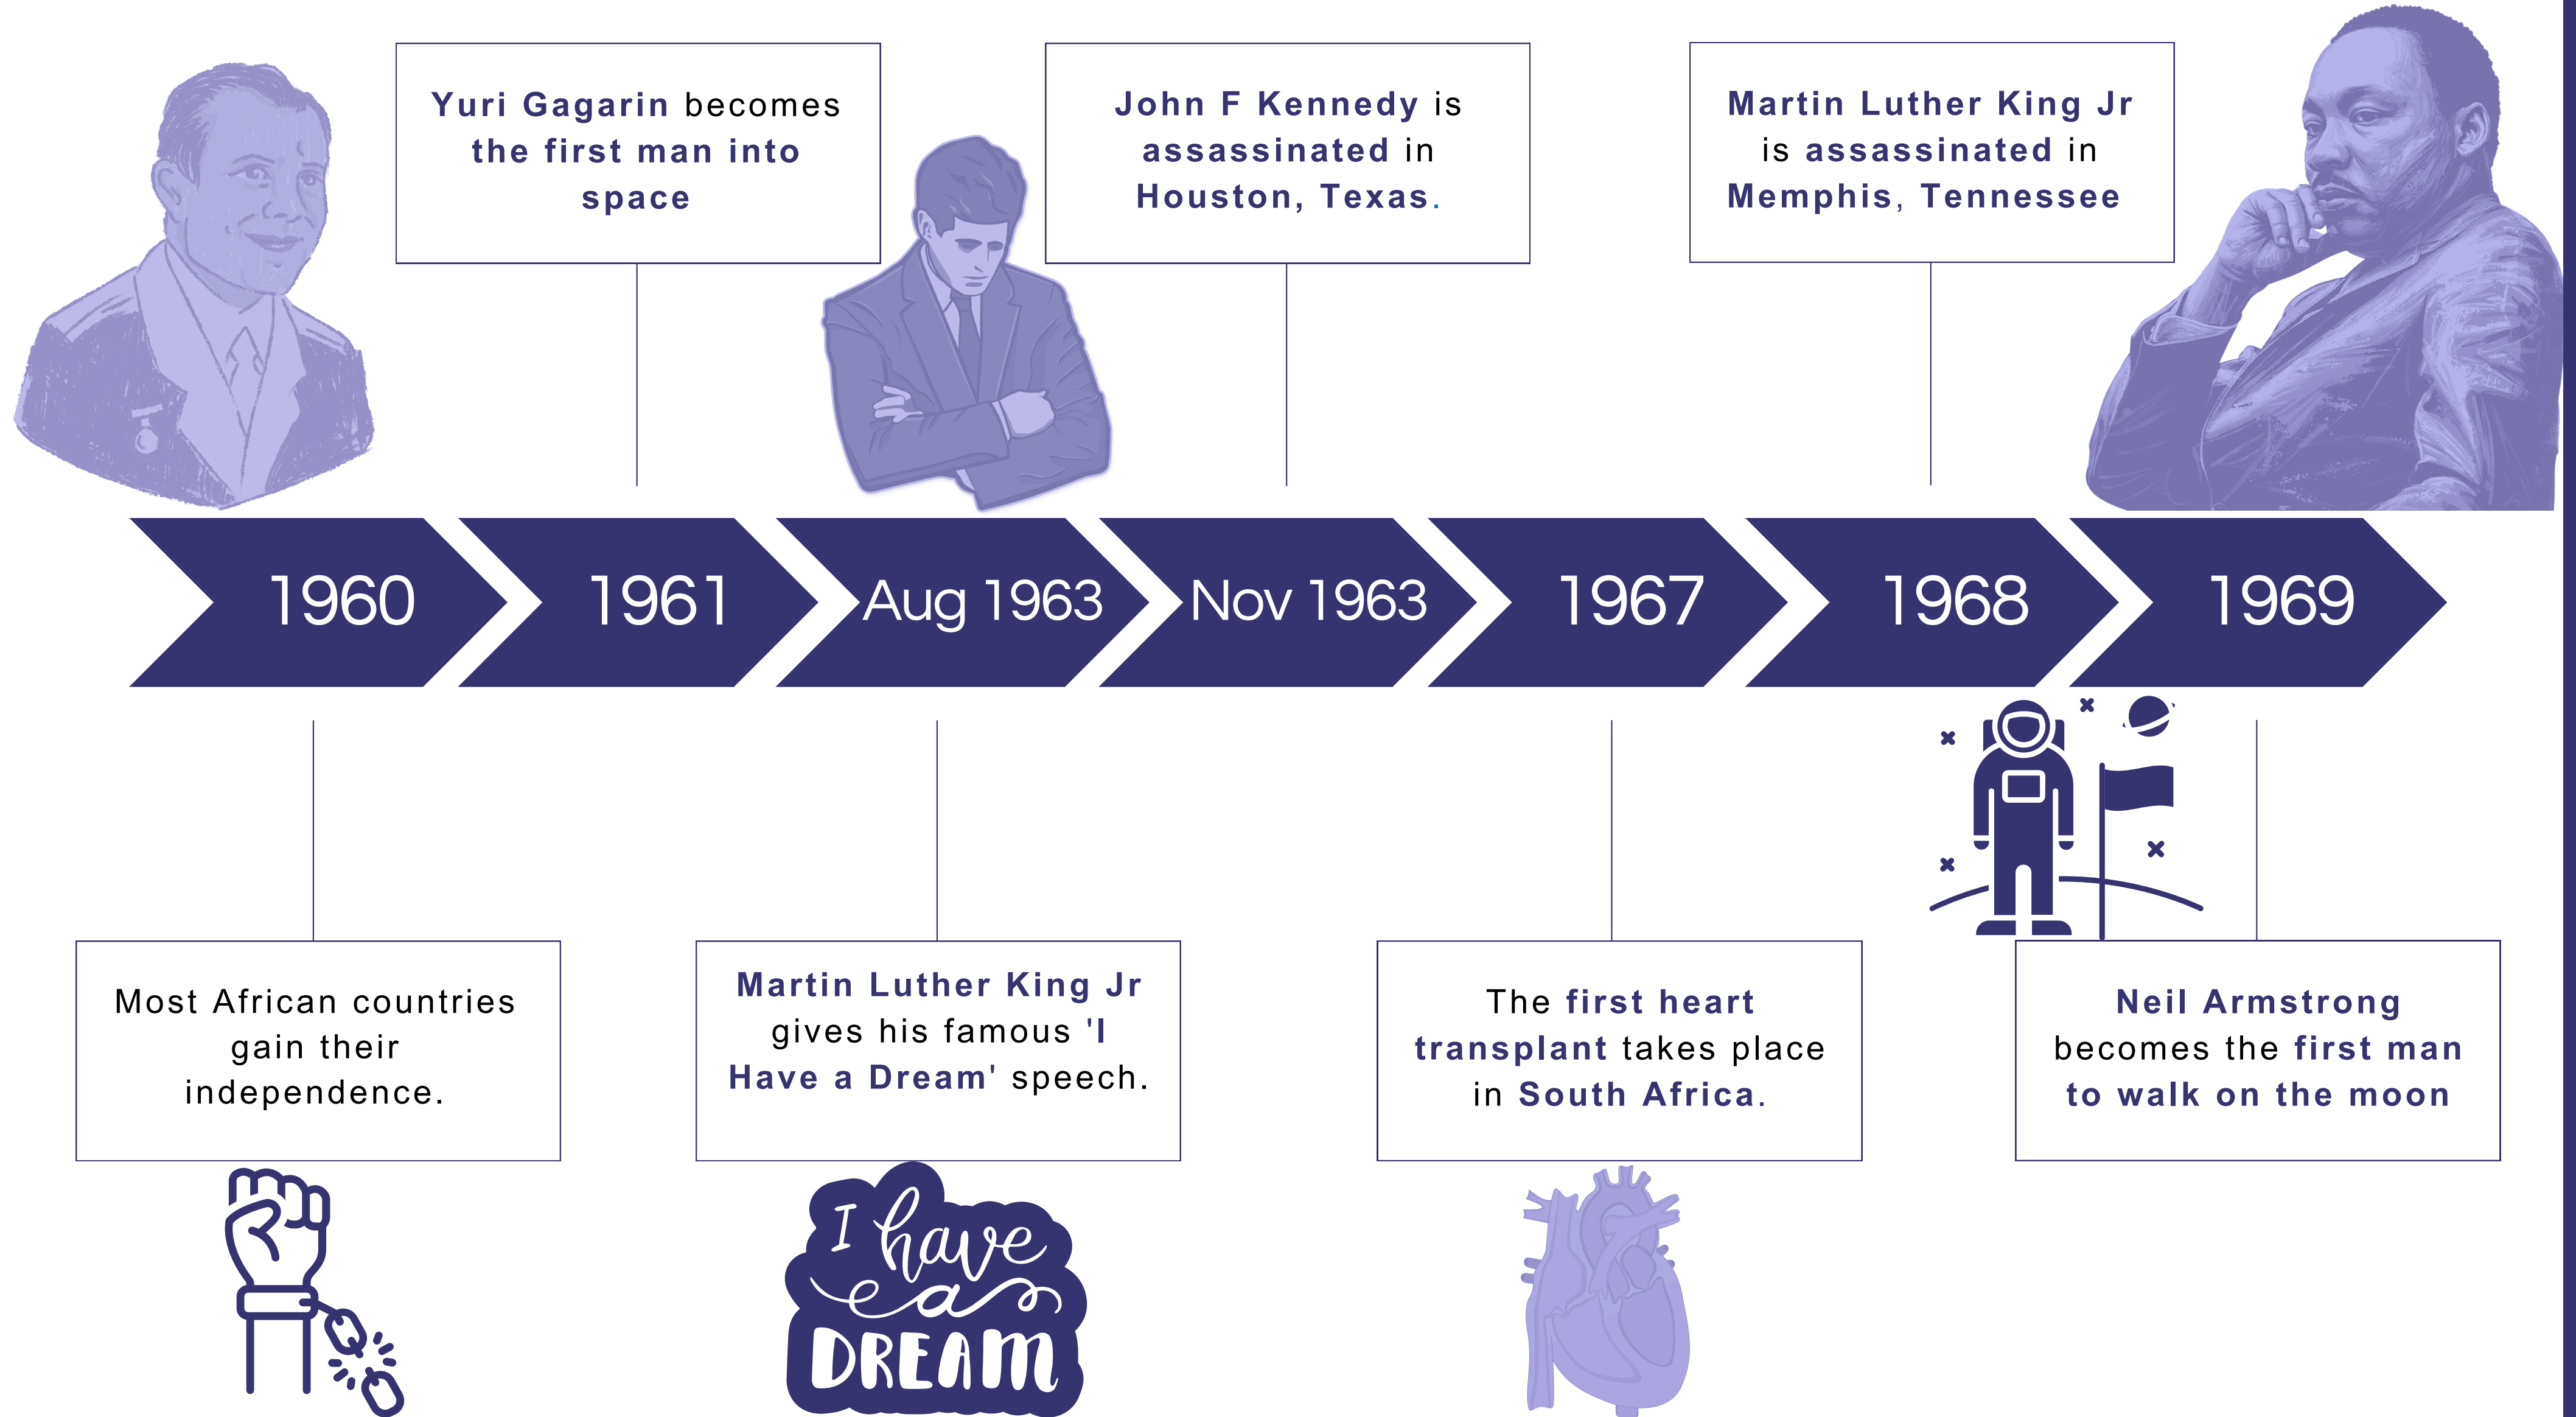 Yuri Gagarin becomes
the first man into
space
John F Kennedy is
assassinated in
Houston, Texas.
Martin Luther King Jr
is assassinated in
Memphis, Tennessee
1960
1961
Aug 1963
Nov 1963
1967
1968
1969
Most African countries
gain their
independence.
Martin Luther King Jr
gives his famous 'I
Have a Dream' speech.
The first heart
transplant takes place
in South Africa.
Neil Armstrong
becomes the first man
to walk on the moon
I have
a
DREAM